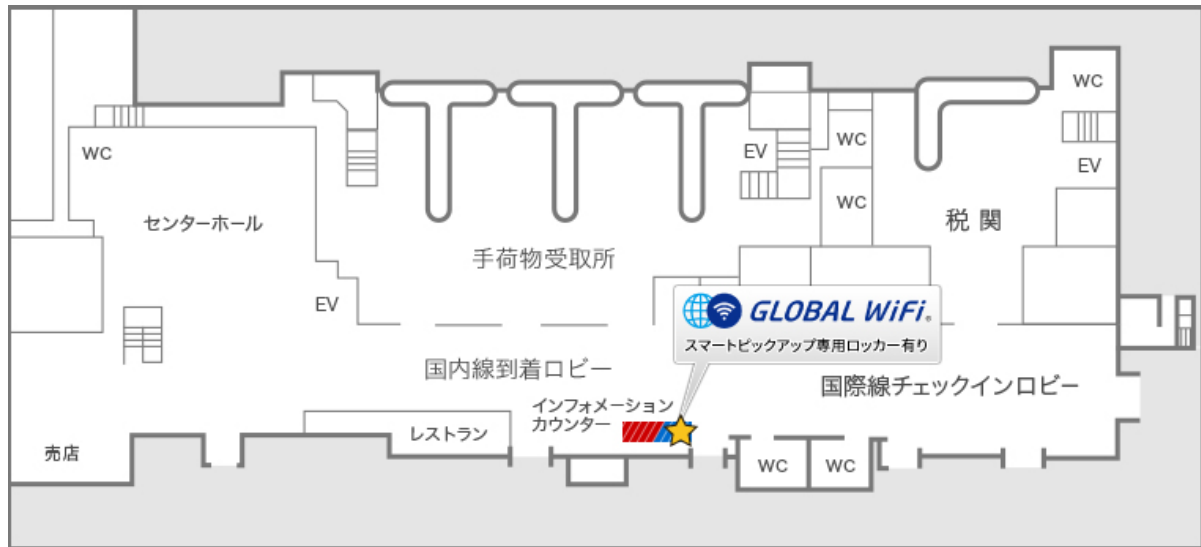 WC
WC
EV
WC
EV
WC
センターホール
税 関
手荷物受取所
EV
GLOBAL WiFi®
スマートピックアップ専用ロッカー有り
国内線到着ロビー
国際線チェックインロビー
インフォメーション
カウンター
レストラン
売店
WC
WC